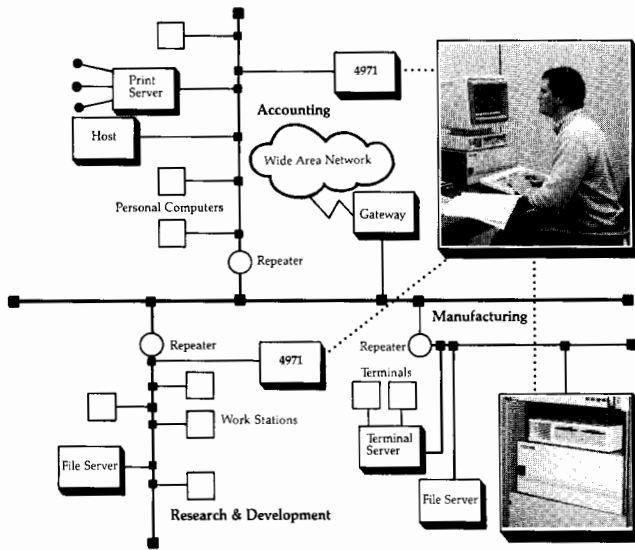 4971
Print
Server
Accounting
Host
Wide Area Network
Personal Computers
Gateway
Repeater
Manufacturing
Repeater
4971
Repeater
Terminals
Work Stations
Terminal
Server
File Server
File Server
Research & Development